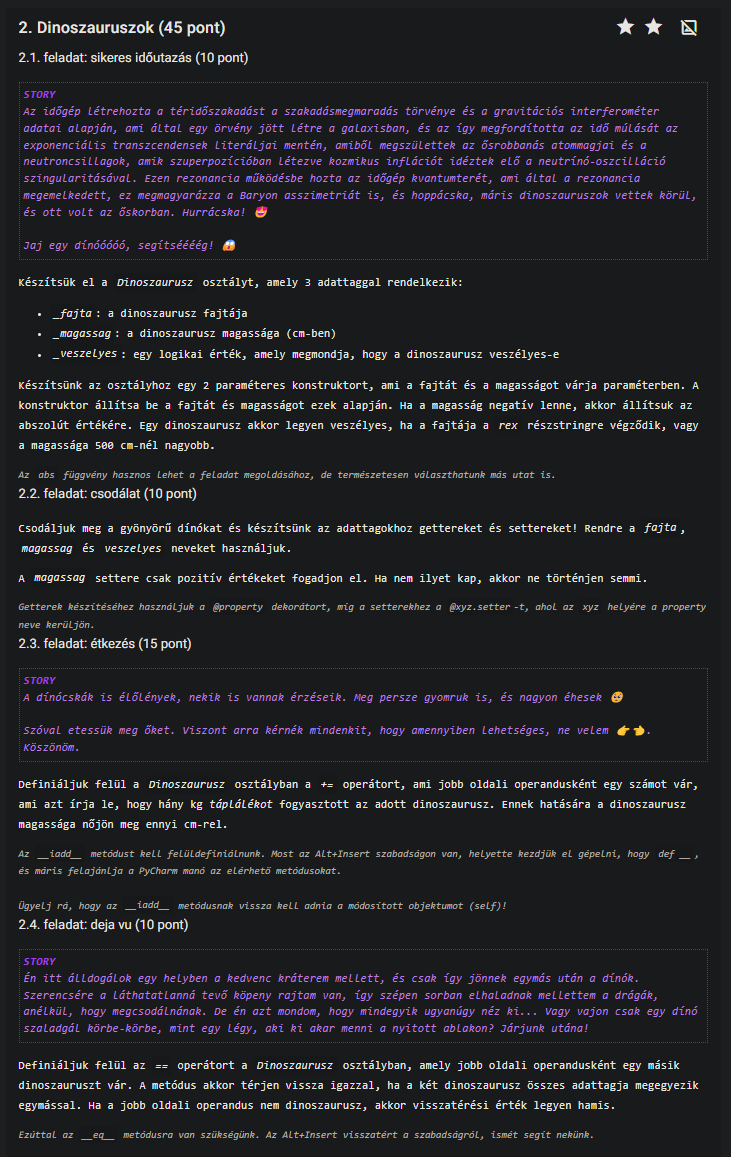 2. Dinoszauruszok (45 pont)
2.1. feladat: sikeres időutazás (10 pont)
STORY
Az időgép létrehozta a téridőszakadást a szakadásmegmaradás törvénye és a gravitációs interferométer
adatai alapján, ami által egy örvény jött létre a galaxisban, és az így megfordította az idő múlását az
exponenciális transzcendensek literáljai mentén, amiből megszülettek az ősrobbanás atommagjai és a
neutroncsillagok, amik szuperpozícióban létezve kozmikus inflációt idéztek elő a neutrínó-oszcilláció
szingularitásával. Ezen rezonancia működésbe hozta az időgép kvantumterét, ami által a rezonancia
megemelkedett, ez megmagyarázza a Baryon asszimetriát is, és hoppácska, máris dinoszauruszok vettek körül,
és ott volt az őskorban. Hurrácska! 🤩
Jaj egy dínóóóóó, segítséééég! 😱
Készítsük el a Dinoszaurusz osztályt, amely 3 adattaggal rendelkezik:
• _fajta: a dinoszaurusz fajtája
• _magassag: a dinoszaurusz magassága (cm-ben)
• _veszelyes: egy logikai érték, amely megmondja, hogy a dinoszaurusz veszélyes-e
Készítsünk az osztályhoz egy 2 paraméteres konstruktort, ami a fajtát és a magasságot várja paraméterben. A
konstruktor állítsa be a fajtát és magasságot ezek alapján. Ha a magasság negatív lenne, akkor állítsuk az
abszolút értékére. Egy dinoszaurusz akkor legyen veszélyes, ha a fajtája a rex részstringre végződik, vagy
a magassága 500 cm-nél nagyobb.
Az abs függvény hasznos lehet a feladat megoldásához, de természetesen választhatunk más utat is.
2.2. feladat: csodálat (10 pont)
Csodáljuk meg a gyönyörű dínókat és készítsünk az adattagokhoz gettereket és settereket! Rendre a fajta,
magassag és veszelyes neveket használjuk.
A magassag settere csak pozitív értékeket fogadjon el. Ha nem ilyet kap, akkor ne történjen semmi.
Getterek készítéséhez használjuk a @property dekorátort, míg a setterekhez a @xyz.setter-t, ahol az xyz helyére a property
neve kerüljön.
2.3. feladat: étkezés (15 pont)
STORY
A dínócskák is élőlények, nekik is vannak érzéseik. Meg persze gyomruk is, és nagyon éhesek 🥺
Szóval etessük meg őket. Viszont arra kérnék mindenkit, hogy amennyiben lehetséges, ne velem 👉👈.
Köszönöm.
Definiáljuk felül a Dinoszaurusz osztályban a += operátort, ami jobb oldali operandusként egy számot vár,
ami azt írja le, hogy hány kg táplálékot fogyasztott az adott dinoszaurusz. Ennek hatására a dinoszaurusz
magassága nőjön meg ennyi cm-rel.
Az __iadd__ metódust kell felüldefiniálnunk. Most az Alt+Insert szabadságon van, helyette kezdjük el gépelni, hogy def __,
és máris felajánlja a PyCharm manó az elérhető metódusokat.
Ügyelj rá, hogy az __iadd__ metódusnak vissza kell adnia a módosított objektumot (self)!
2.4. feladat: deja vu (10 pont)
STORY
Én itt álldogálok egy helyben a kedvenc kráterem mellett, és csak így jönnek egymás után a dínók.
Szerencsére a láthatatlanná tevő köpeny rajtam van, így szépen sorban elhaladnak mellettem a drágák,
anélkül, hogy megcsodálnának. De én azt mondom, hogy mindegyik ugyanúgy néz ki... Vagy vajon csak egy dínó
szaladgál körbe-körbe, mint egy légy, aki ki akar menni a nyitott ablakon? Járjunk utána!
Definiáljuk felül az == operátort a Dinoszaurusz osztályban, amely jobb oldali operandusként egy másik
dinoszauruszt vár. A metódus akkor térjen vissza igazzal, ha a két dinoszaurusz összes adattagja megegyezik
egymással. Ha a jobb oldali operandus nem dinoszaurusz, akkor visszatérési érték legyen hamis.
Ezúttal az __eq__ metódusra van szükségünk. Az Alt+Insert visszatért a szabadságról, ismét segít nekünk.